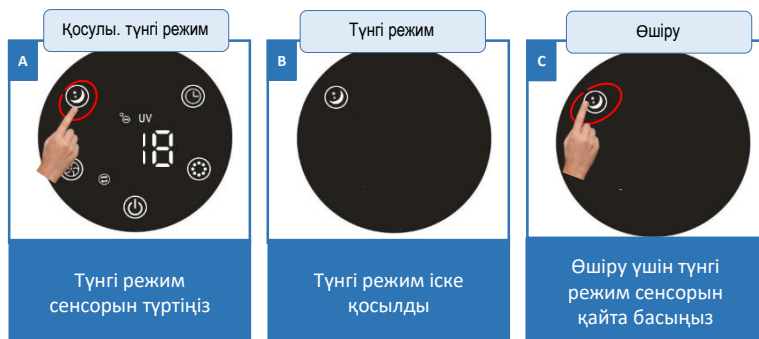 Қосулы. түнгі режим
A
UV
18
Түнгі режим
сенсорын түртіңіз
Түнгі режим
B
Түнгі режим іске
қосылды
Өшіру
C
Өшіру үшін түнгі
режим сенсорын
қайта басыңыз